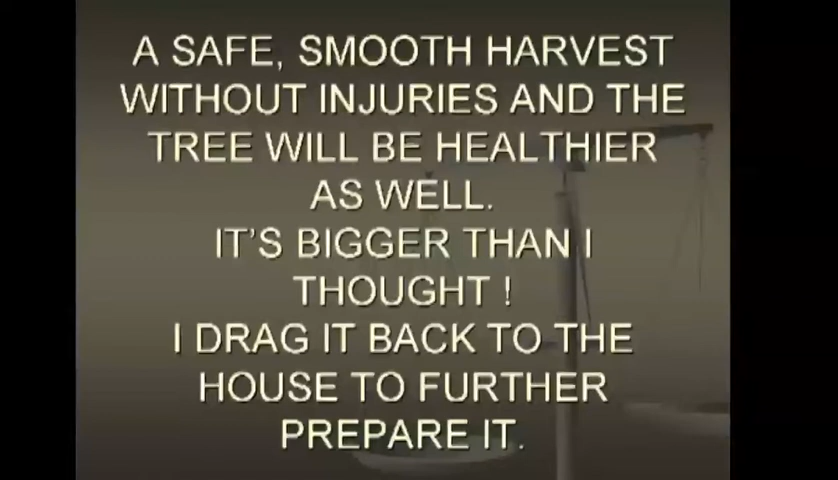 A SAFE, SMOOTH HARVEST
WITHOUT INJURIES AND THE
TREE WILL BE HEALTHIER
AS WELL.
IT'S BIGGER THAN I
THOUGHT !
I DRAG IT BACK TO THE
HOUSE TO FURTHER
PREPARE IT.